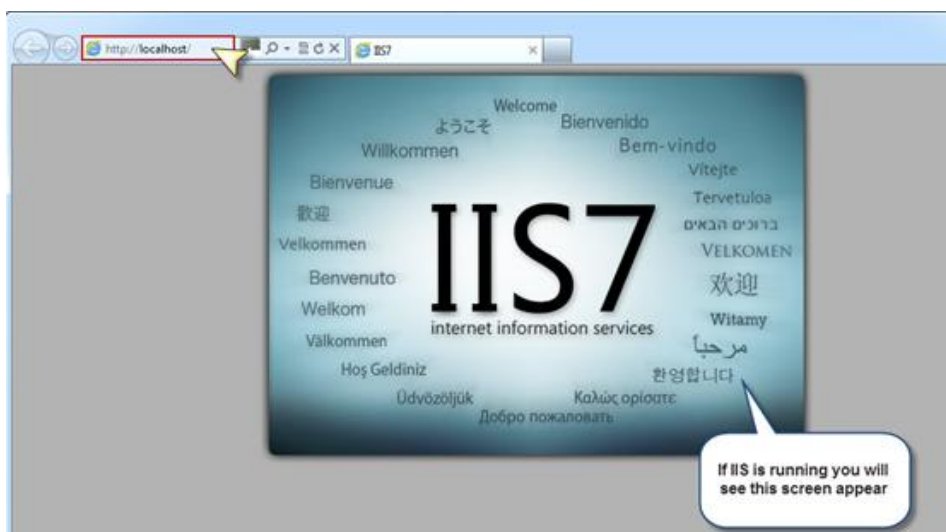 http://localhost/
IIS7
Welcome
ようこそ
Bienvenido
Willkommen
Bem-vindo
Vítejte
Bienvenue
Tervetuloa
歡迎
ברוכים הבאים
Velkommen
VELKOMEN
Benvenuto
欢迎
Welkom
Witamy
IIS7
internet information services
Välkommen
مرحباً
Hoş Geldiniz
환영합니다
Üdvözöljük
Καλώς ορίσατε
Добро пожаловать
If IIS is running you will
see this screen appear